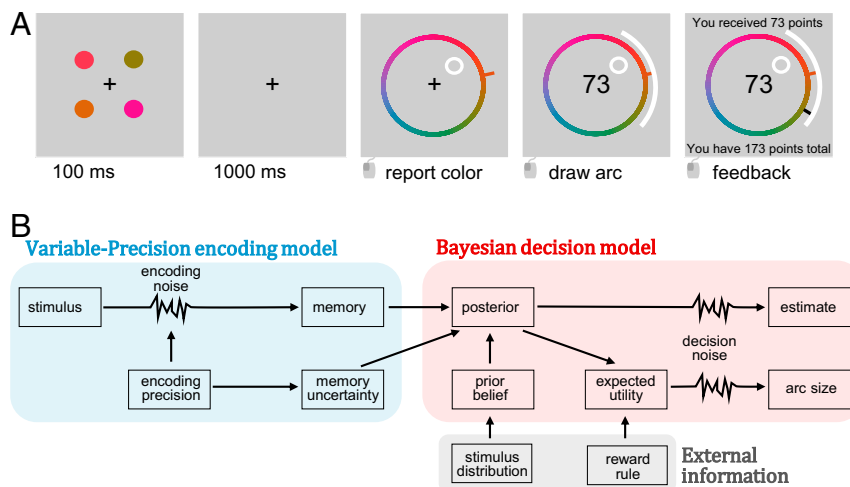 A
+
100 ms
+
1000 ms
+
report color
73
draw arc
You received 73 points
73
You have 173 points total
feedback
B
Variable-Precision encoding model
Bayesian decision model
encoding
noise
stimulus
memory
posterior
estimate
decision
noise
encoding
precision
memory
uncertainty
prior
belief
expected
utility
arc size
stimulus
distribution
reward
rule
External
information